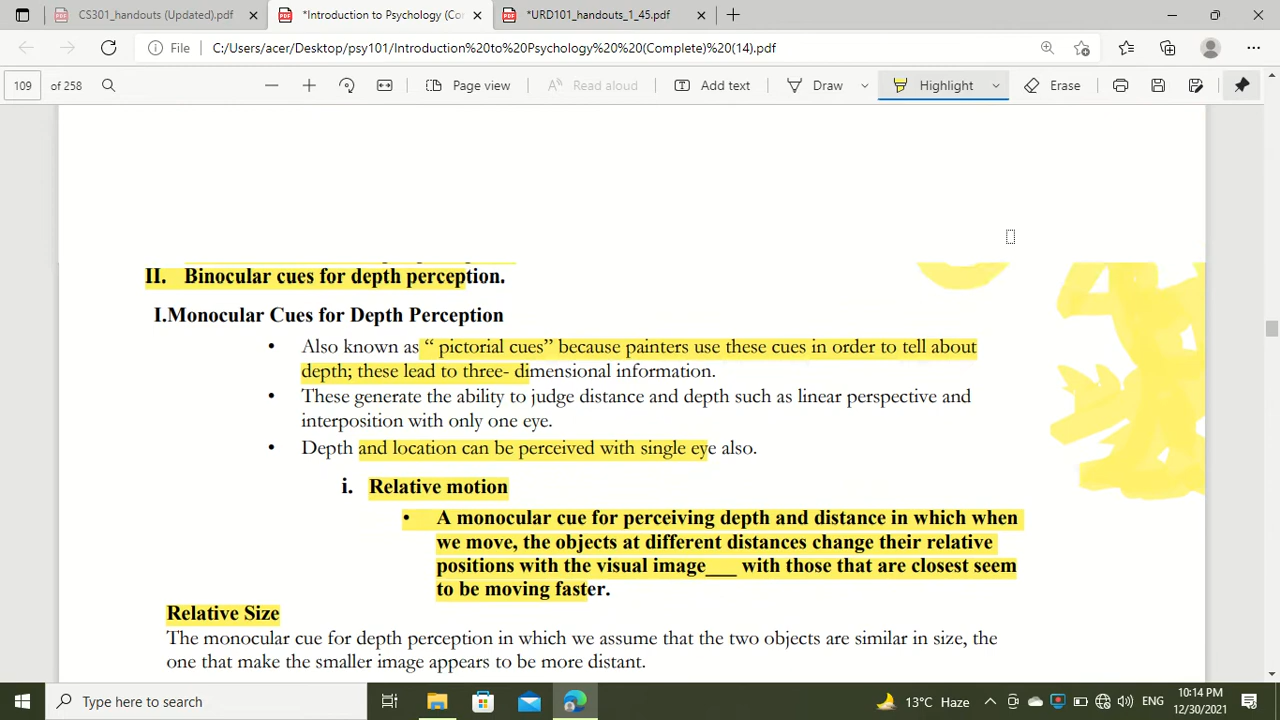 CS301_handouts (Updated).pdf
*Introduction to Psychology (Co
*URD101_handouts_1_45.pdf
File
C:/Users/acer/Desktop/psy101/Introduction%20to%20Psychology%20%20(Complete)%20(14).pdf
109 of 258
Page view
Read aloud
Add text
Draw
Highlight
Erase
II. Binocular cues for depth perception.
I.Monocular Cues for Depth Perception
• Also known as “ pictorial cues” because painters use these cues in order to tell about
depth; these lead to three- dimensional information.
• These generate the ability to judge distance and depth such as linear perspective and
interposition with only one eye.
• Depth and location can be perceived with single eye also.
i. Relative motion
• A monocular cue for perceiving depth and distance in which when
we move, the objects at different distances change their relative
positions with the visual image___ with those that are closest seem
to be moving faster.
Relative Size
The monocular cue for depth perception in which we assume that the two objects are similar in size, the
one that make the smaller image appears to be more distant.
Type here to search
13°C Haze
ENG
10:14 PM
12/30/2021